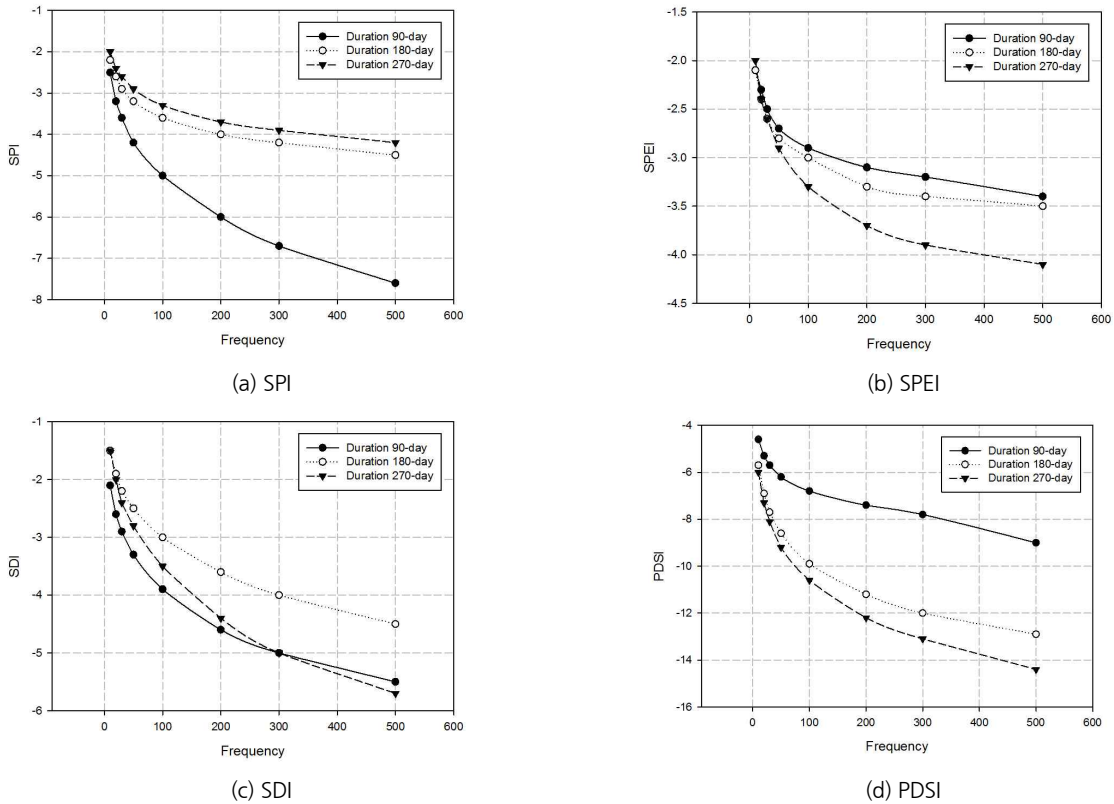 -1
-2
-3
-4
-5
-6
-7
-8
SPI
0 100 200 300 400 500 600
Frequency
Duration 90-day
Duration 180-day
Duration 270-day
(a) SPI
-1.5
-2.0
-2.5
-3.0
-3.5
-4.0
-4.5
SPEI
0 100 200 300 400 500 600
Frequency
Duration 90-day
Duration 180-day
Duration 270-day
(b) SPEI
-1
-2
-3
-4
-5
-6
SDI
0 100 200 300 400 500 600
Frequency
Duration 90-day
Duration 180-day
Duration 270-day
(c) SDI
-4
-6
-8
-10
-12
-14
-16
PDSI
0 100 200 300 400 500 600
Frequency
Duration 90-day
Duration 180-day
Duration 270-day
(d) PDSI